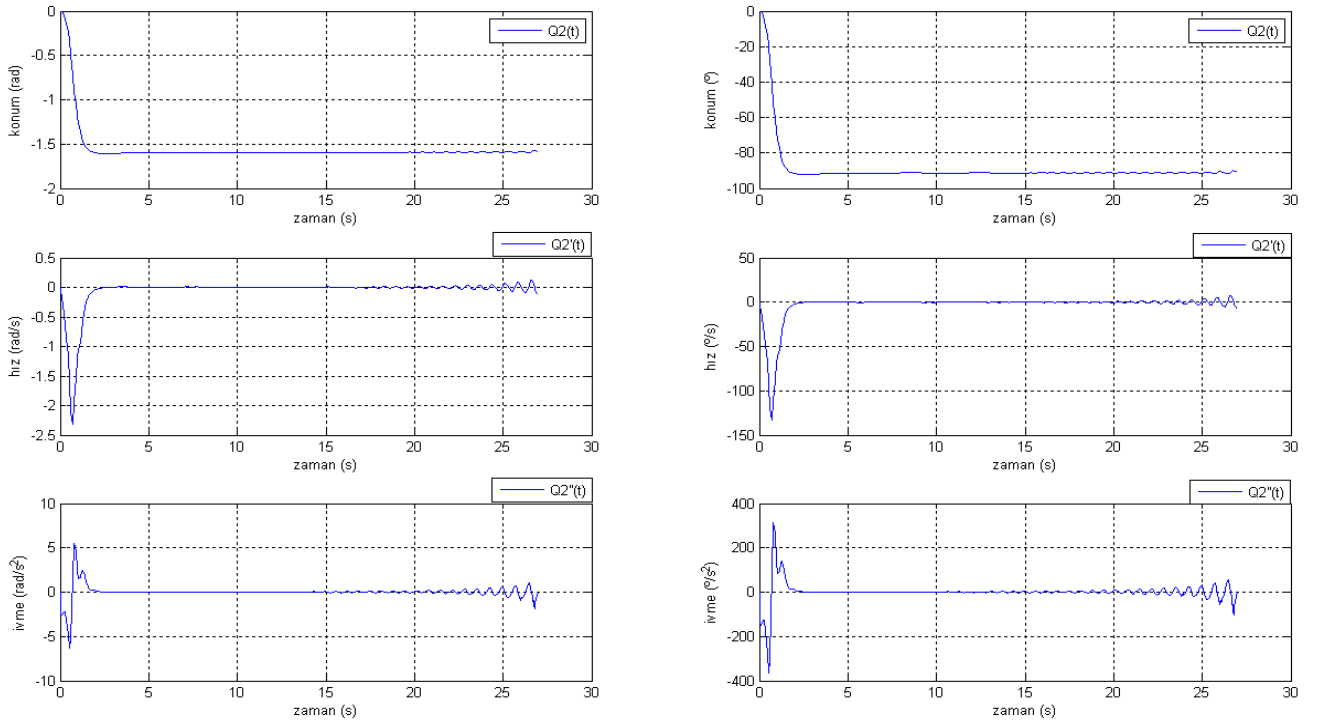 Q2(t)
0
-0.5
-1
-1.5
-2
konum (rad)
0 5 10 15 20 25 30
zaman (s)
Q2(t)
0
-20
-40
-60
-80
-100
konum (º)
0 5 10 15 20 25 30
zaman (s)
Q2'(t)
0.5
0
-0.5
-1
-1.5
-2
-2.5
hız (rad/s)
0 5 10 15 20 25 30
zaman (s)
Q2'(t)
50
0
-50
-100
-150
hız (º/s)
0 5 10 15 20 25 30
zaman (s)
Q2''(t)
10
5
0
-5
-10
ivme (rad/s²)
0 5 10 15 20 25 30
zaman (s)
Q2''(t)
400
200
0
-200
-400
ivme (º/s²)
0 5 10 15 20 25 30
zaman (s)